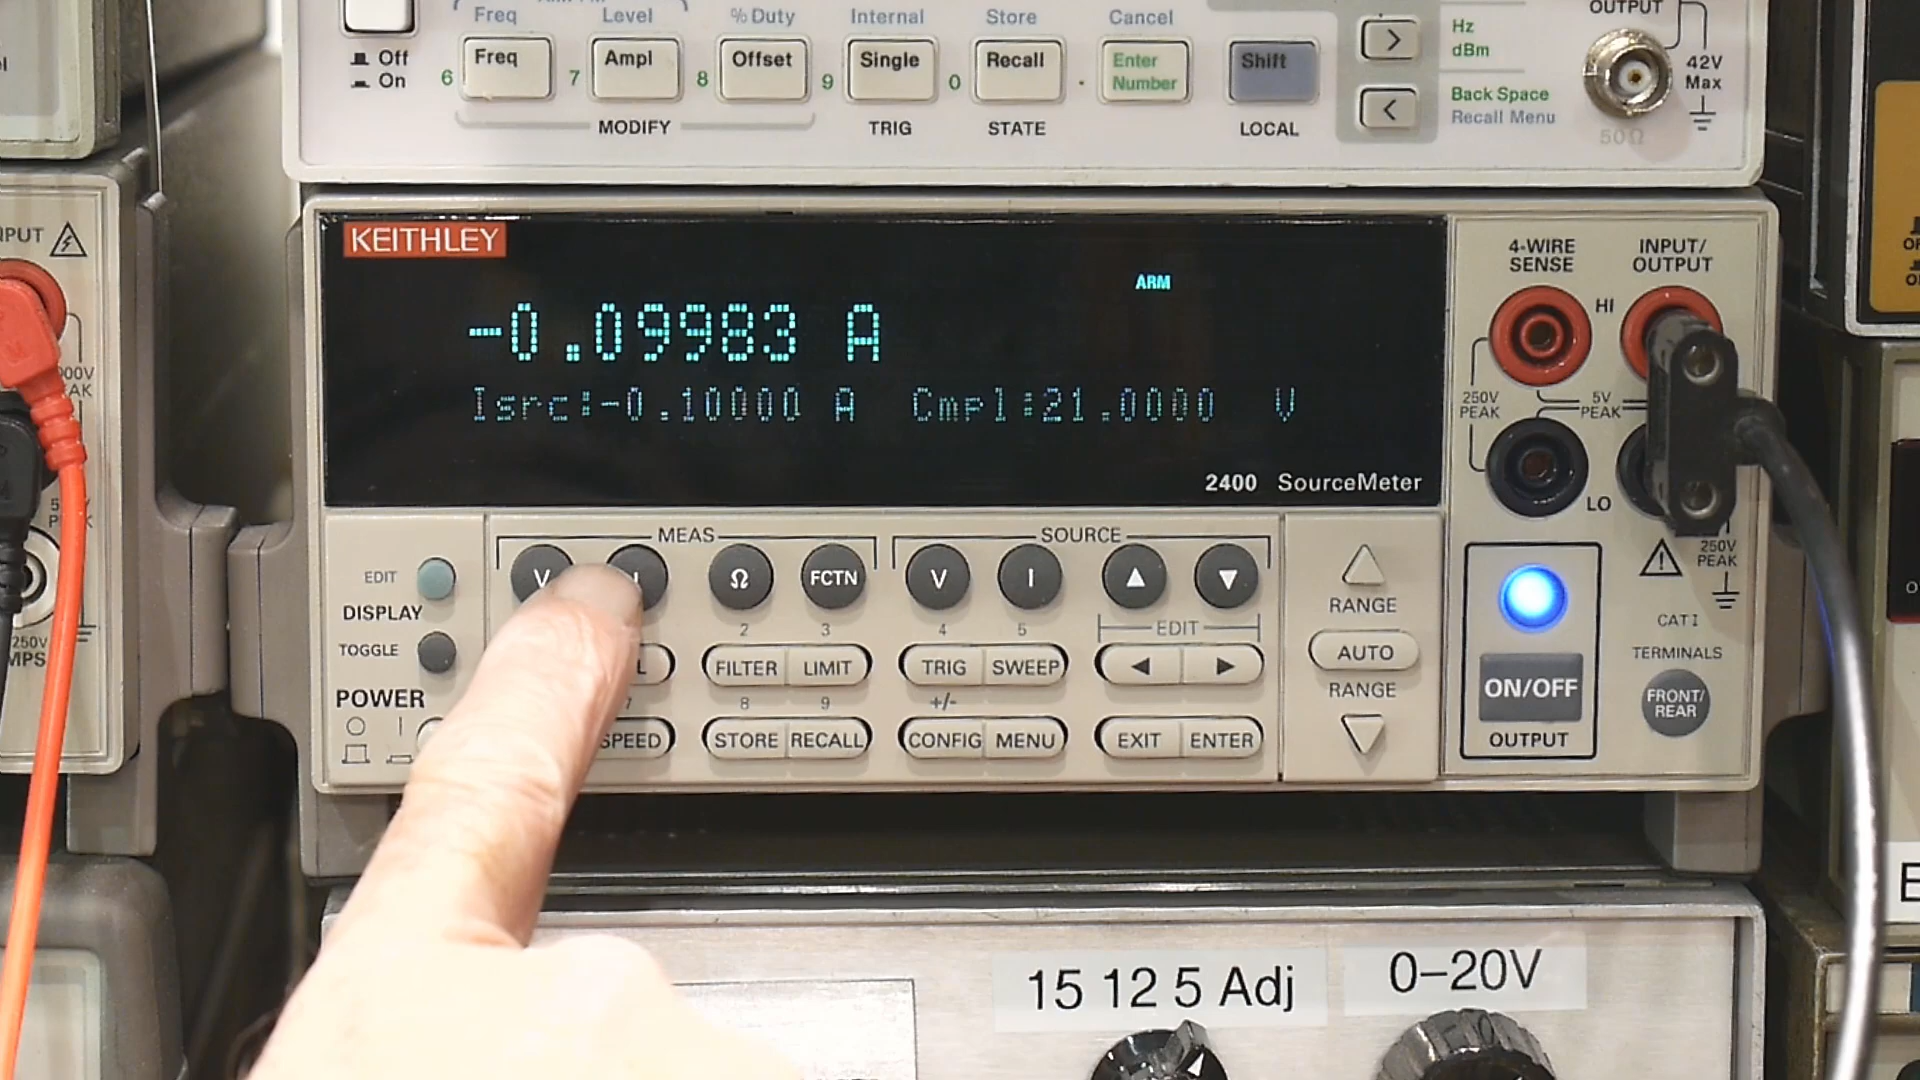 Freq Level % Duty Internal Store Cancel
OUTPUT
Hz
dBm
Off
On
6 Freq 7 Ampl 8 Offset 9 Single 0 Recall . Enter Number Shift
42V
Max
Back Space
Recall Menu
MODIFY TRIG STATE LOCAL
50Ω
KEITHLEY
ARM
-0.09983 A
Isrc:-0.10000 A Cmpl:21.0000 V
2400 SourceMeter
4-WIRE
SENSE
INPUT/
OUTPUT
HI
250V
PEAK
5V
PEAK
LO
250V
PEAK
CAT I
TERMINALS
FRONT/
REAR
ON/OFF
OUTPUT
MEAS SOURCE
EDIT
V I Ω FCTN V I ▲ ▼
DISPLAY
TOGGLE
2 3 4 5 EDIT
FILTER LIMIT TRIG SWEEP ◀ ▶
POWER
7 8 9 +/-
SPEED STORE RECALL CONFIG MENU EXIT ENTER
RANGE
AUTO
RANGE
15 12 5 Adj
0-20V